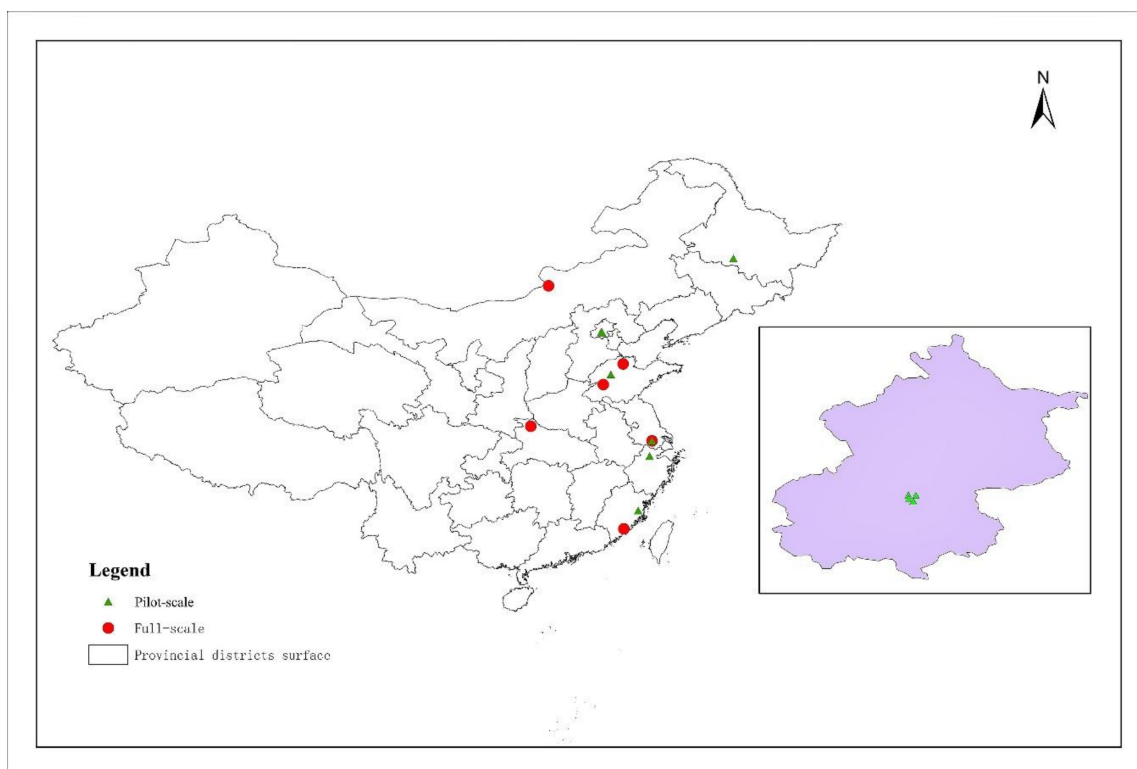 N
Legend
Pilot-scale
Full-scale
Provincial districts surface